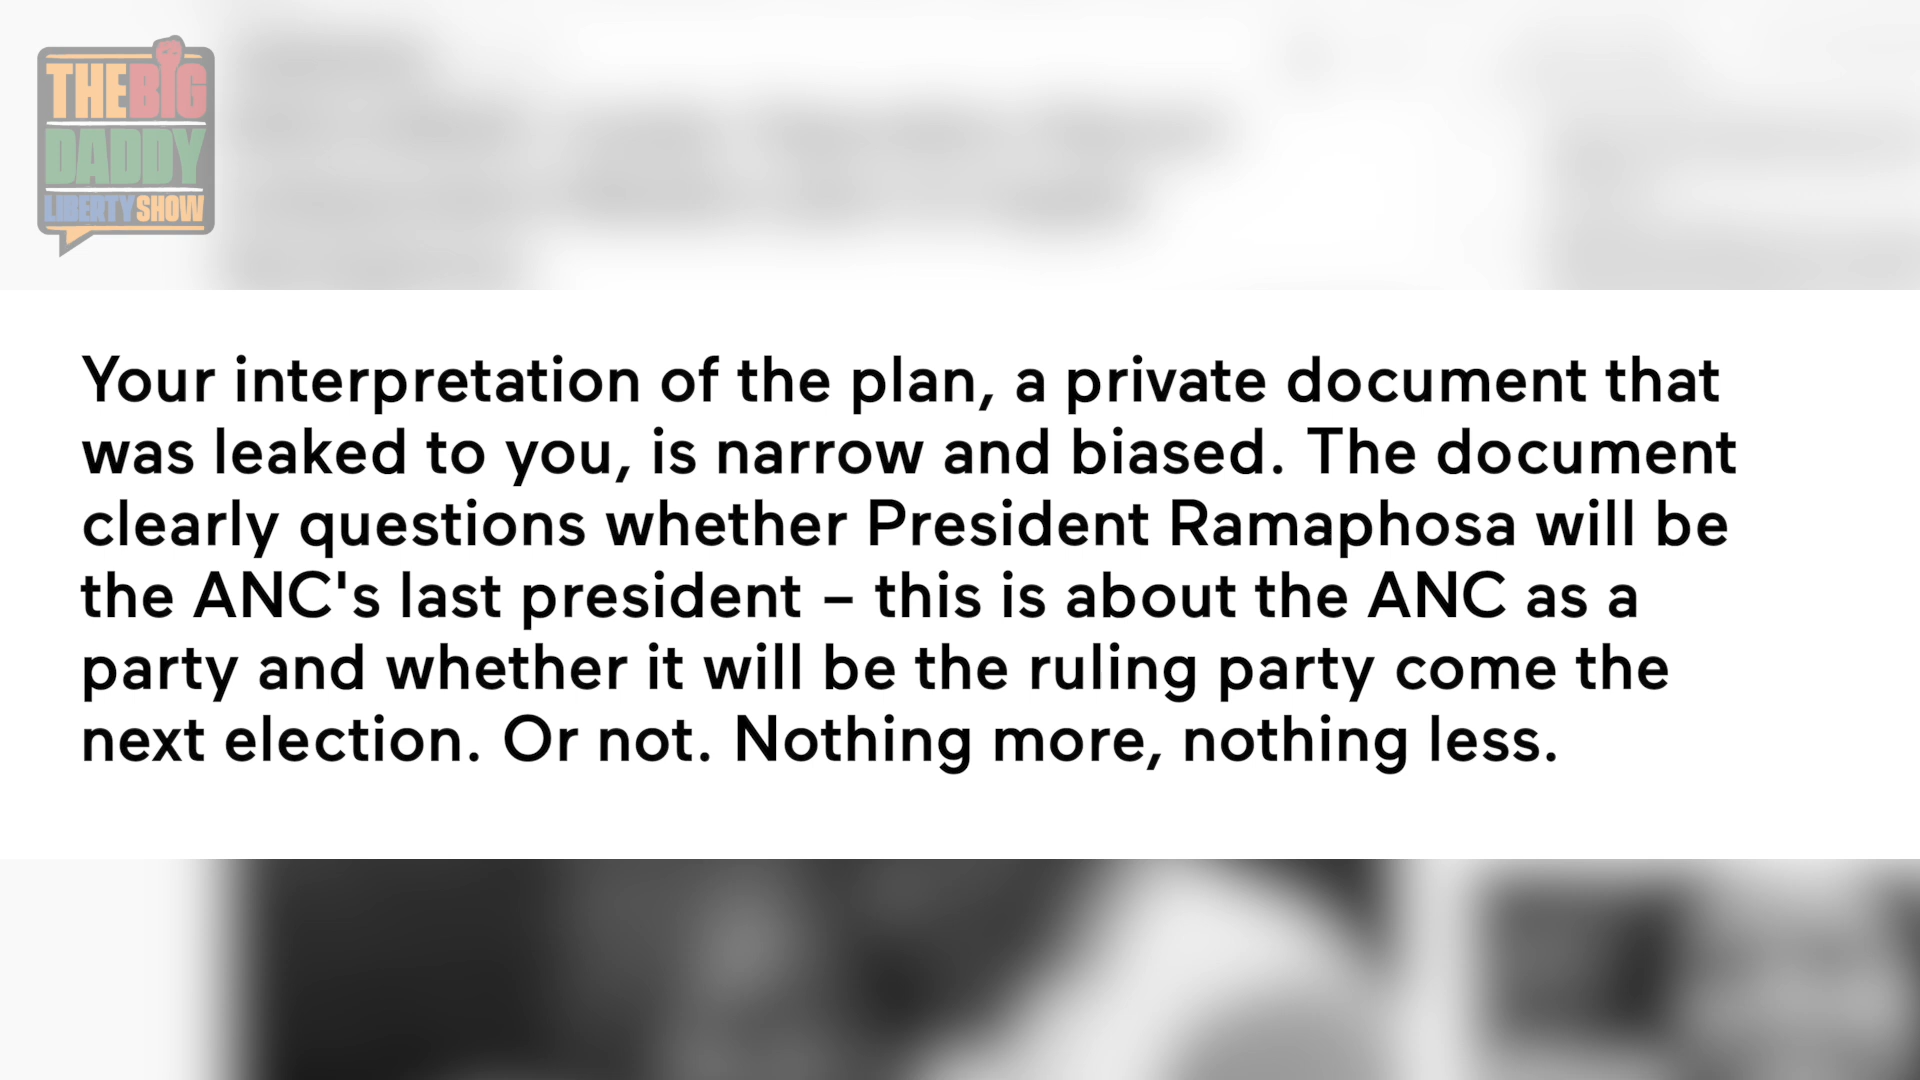 THE BIG
DADDY
LIBERTY SHOW
Your interpretation of the plan, a private document that
was leaked to you, is narrow and biased. The document
clearly questions whether President Ramaphosa will be
the ANC's last president – this is about the ANC as a
party and whether it will be the ruling party come the
next election. Or not. Nothing more, nothing less.